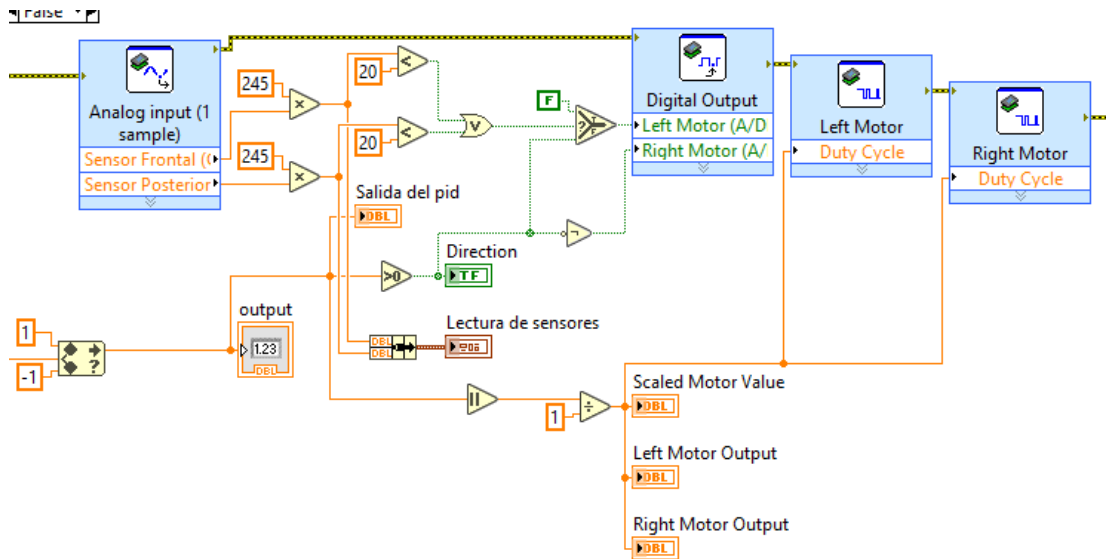 False
Analog input (1
sample)
Sensor Frontal (
Sensor Posterior
245
245
20
20
<
<
V
F
?
T
F
Digital Output
Left Motor (A/D
Right Motor (A/
Left Motor
Duty Cycle
Right Motor
Duty Cycle
Salida del pid
DBL
>0
Direction
TF
output
1.23
DBL
1
-1
?
Lectura de sensores
DBL
DBL
1
Scaled Motor Value
DBL
Left Motor Output
DBL
Right Motor Output
DBL